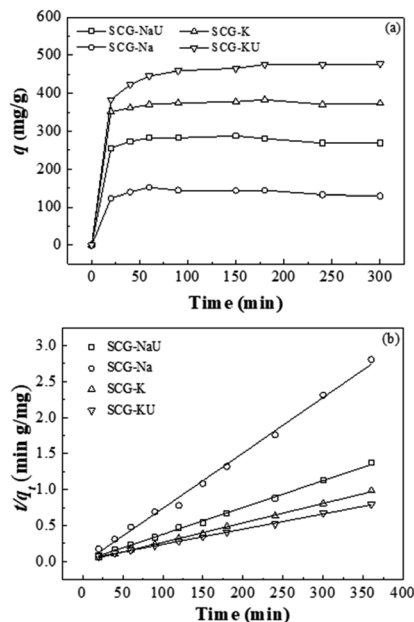 (a)
SCG-NaU SCG-K
SCG-Na SCG-KU
600
500
400
300
200
100
0
q (mg/g)
0 50 100 150 200 250 300
Time (min)
(b)
SCG-NaU
SCG-Na
SCG-K
SCG-KU
3.0
2.5
2.0
1.5
1.0
0.5
0.0
t/qt (min g/mg)
0 50 100 150 200 250 300 350 400
Time (min)